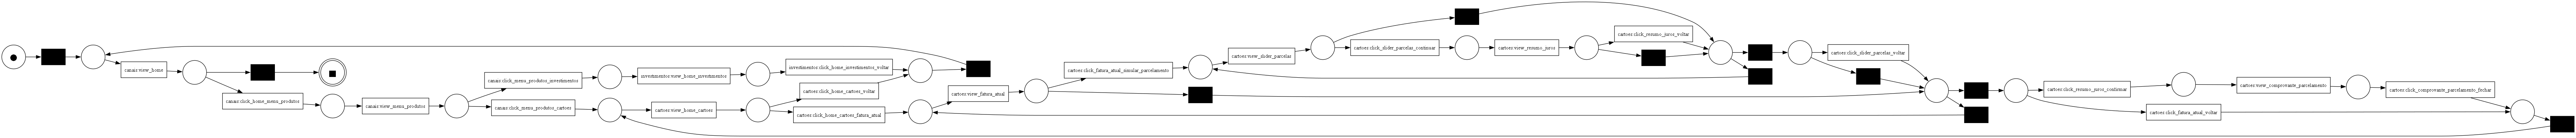 canais:view_home
canais:click_home_menu_produtos
canais:view_menu_produtos
canais:click_menu_produtos_investimentos
canais:click_menu_produtos_cartoes
investimentos:view_home_investimentos
cartoes:view_home_cartoes
investimentos:click_home_investimentos_voltar
cartoes:click_home_cartoes_voltar
cartoes:click_home_cartoes_fatura_atual
cartoes:view_fatura_atual
cartoes:click_fatura_atual_simular_parcelamento
cartoes:view_slider_parcelas
cartoes:click_slider_parcelas_continuar
cartoes:view_resumo_juros
cartoes:click_resumo_juros_voltar
cartoes:click_slider_parcelas_voltar
cartoes:click_resumo_juros_confirmar
cartoes:click_fatura_atual_voltar
cartoes:view_comprovante_parcelamento
cartoes:click_comprovante_parcelamento_fechar